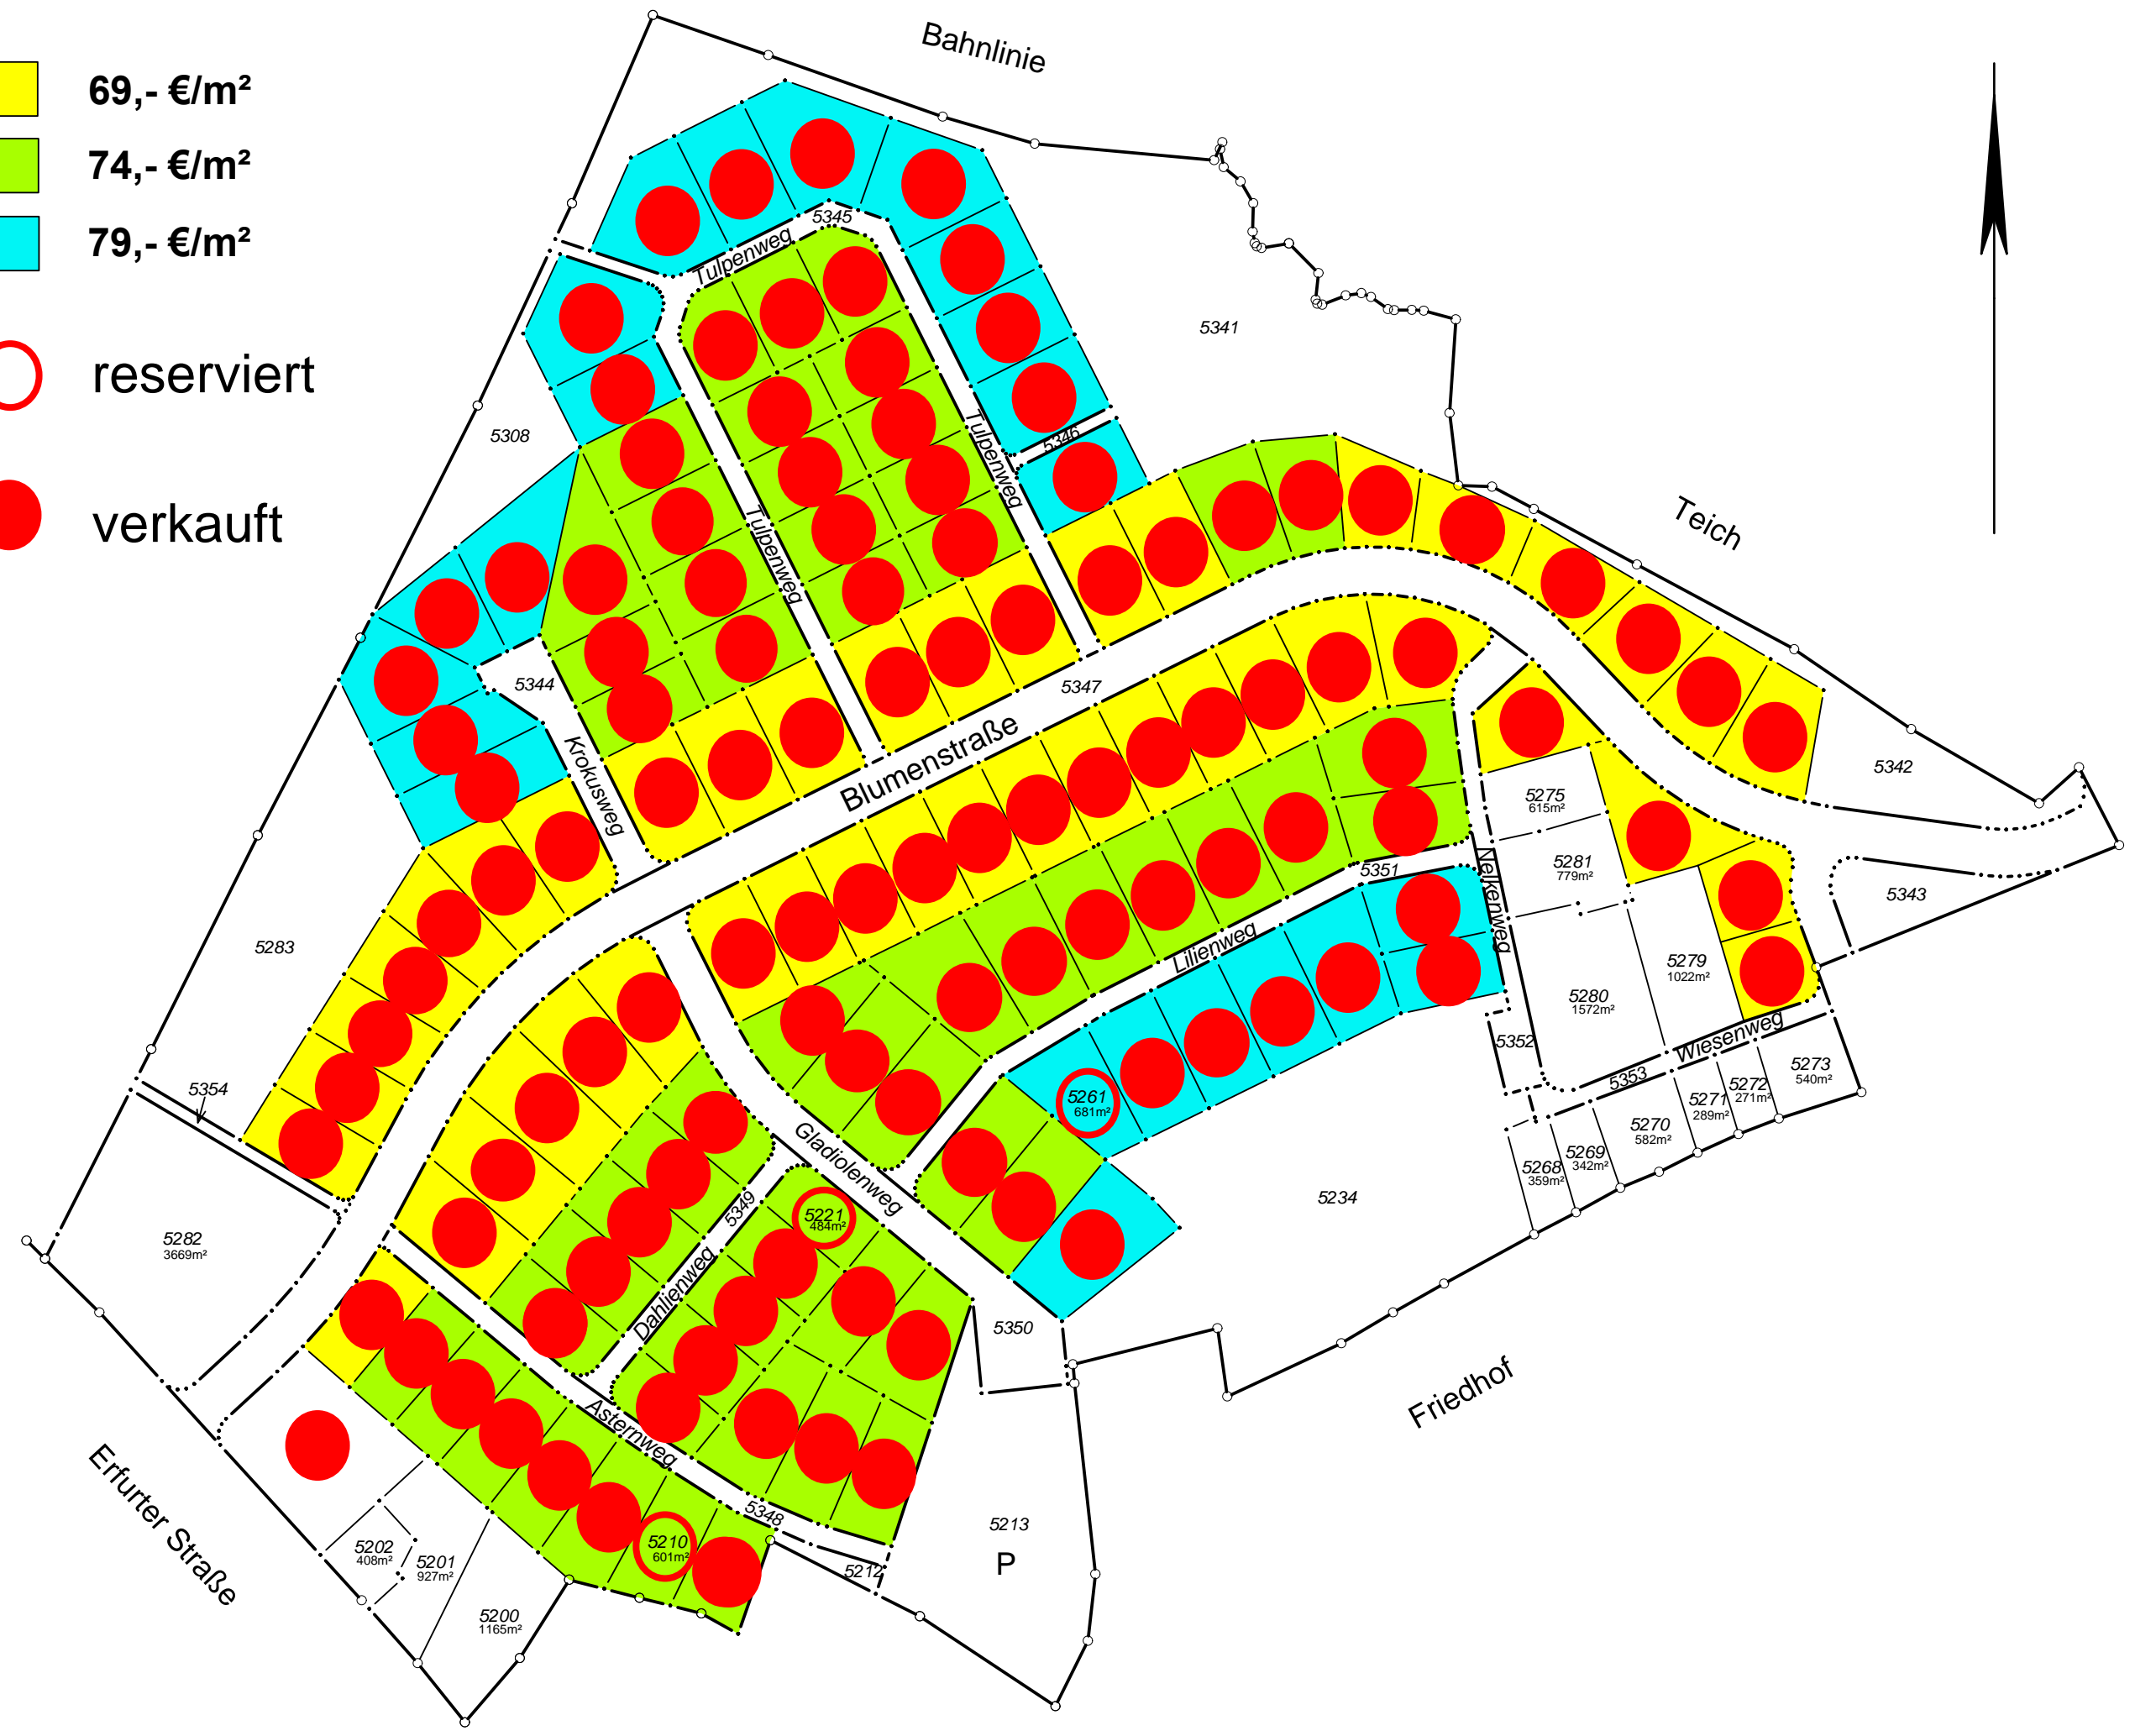 Bahnlinie
69,- €/m²
74,- €/m²
79,- €/m²
reserviert
verkauft
5345
Tulpenweg
5341
5308
Tulpenweg
5346
Tulpenweg
Teich
5344
5347
Krokusweg
Blumenstraße
5342
5275
615m²
5281
779m²
5351
Nelkenweg
5343
5283
Lilienweg
5279
1022m²
5280
1572m²
5352
Wiesenweg
5353
5273
540m²
5272
271m²
5271
289m²
5270
582m²
5269
342m²
5268
359m²
5354
5261
681m²
Gladiolenweg
5349
5221
484m²
5234
5282
3669m²
Dahlienweg
5350
Friedhof
Asternweg
Erfurter Straße
5348
5213
P
5210
601m²
5212
5202
408m²
5201
927m²
5200
1165m²